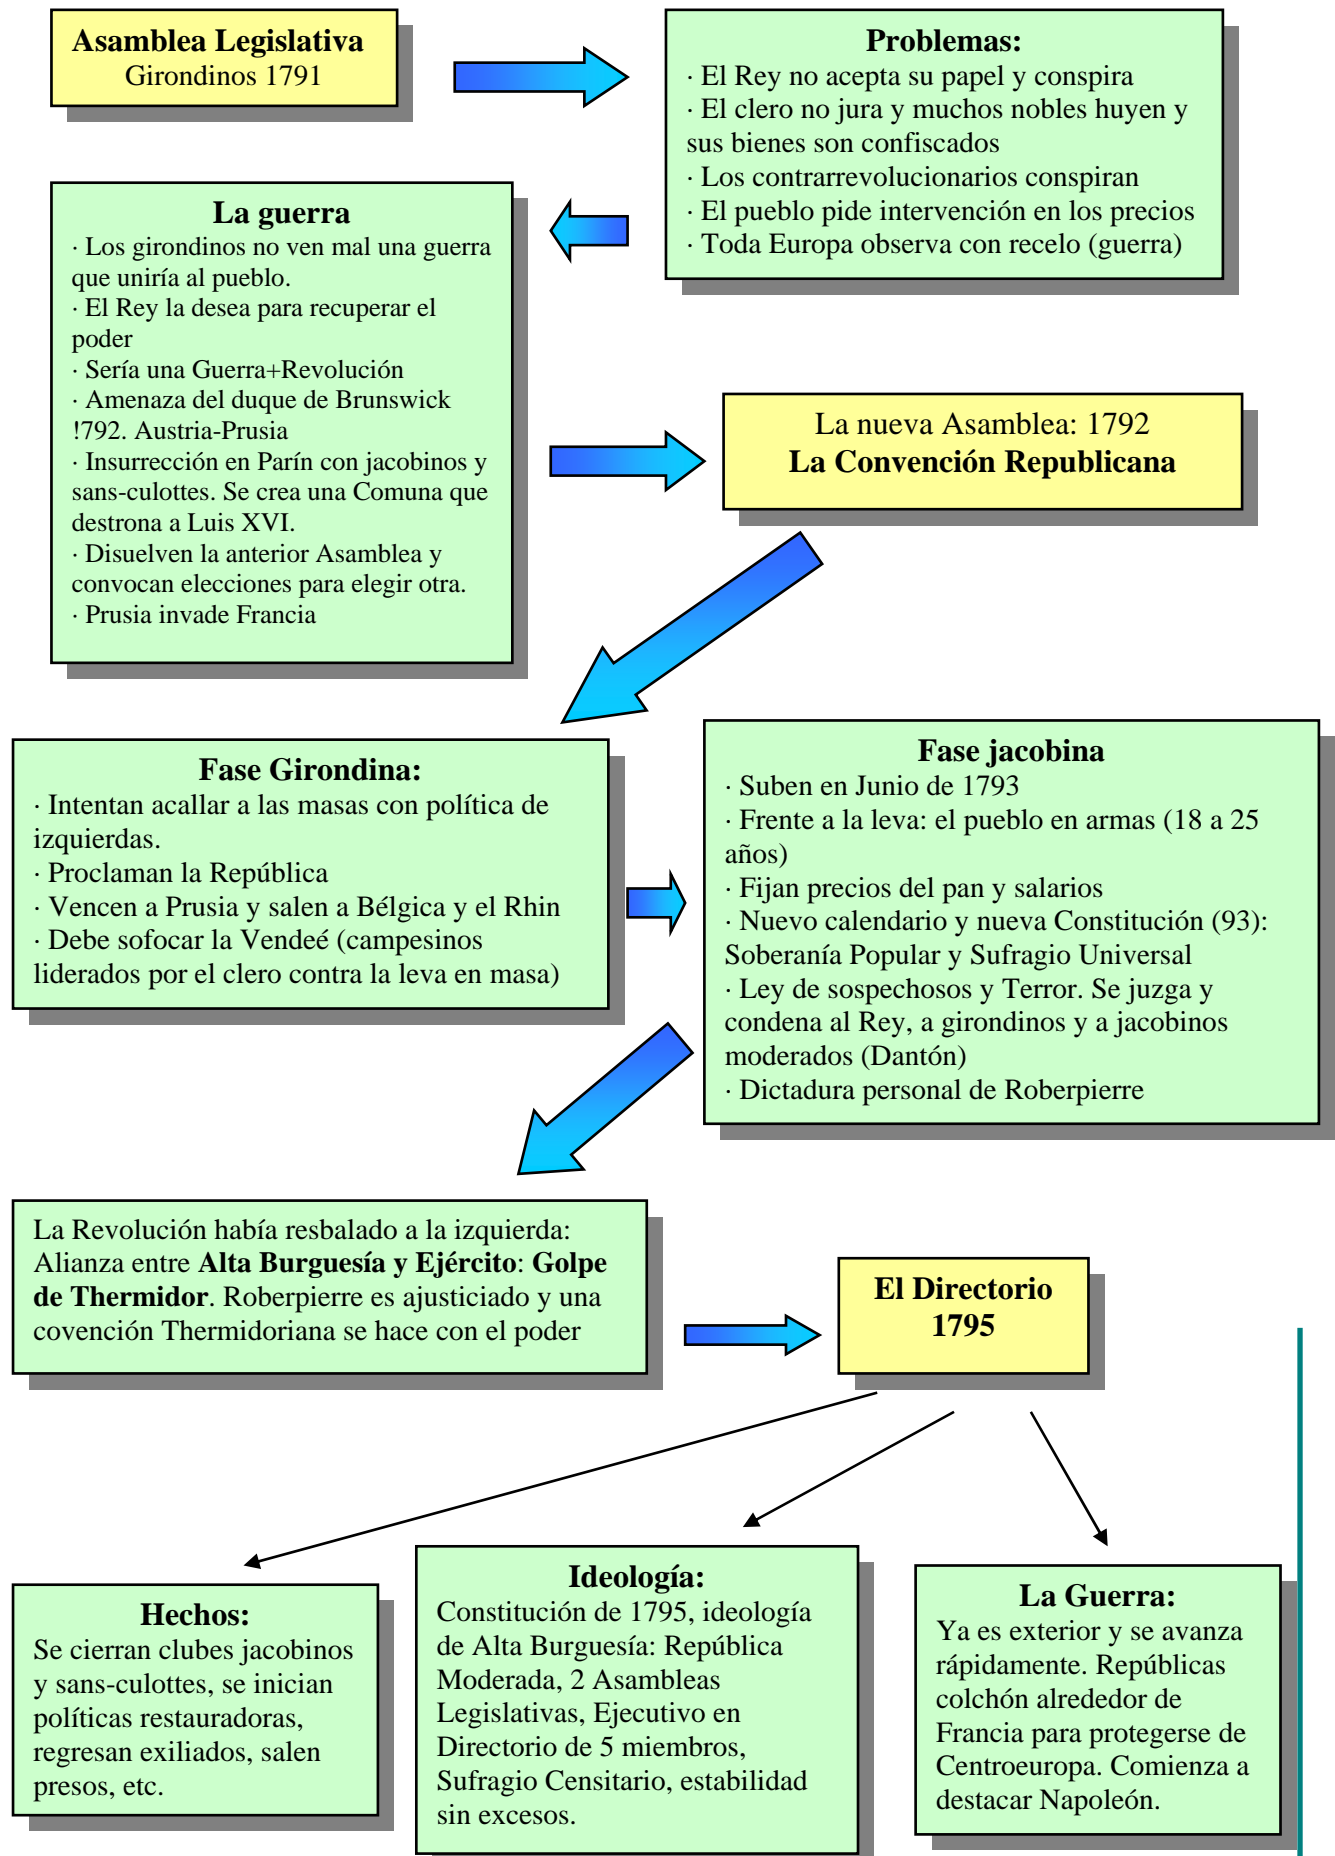 Asamblea Legislativa
Girondinos 1791
Problemas:
· El Rey no acepta su papel y conspira
· El clero no jura y muchos nobles huyen y
sus bienes son confiscados
· Los contrarrevolucionarios conspiran
· El pueblo pide intervención en los precios
· Toda Europa observa con recelo (guerra)
La guerra
· Los girondinos no ven mal una guerra
que uniría al pueblo.
· El Rey la desea para recuperar el
poder
· Sería una Guerra+Revolución
· Amenaza del duque de Brunswick
!792. Austria-Prusia
· Insurrección en Parín con jacobinos y
sans-culottes. Se crea una Comuna que
destrona a Luis XVI.
· Disuelven la anterior Asamblea y
convocan elecciones para elegir otra.
· Prusia invade Francia
La nueva Asamblea: 1792
La Convención Republicana
Fase Girondina:
· Intentan acallar a las masas con política de
izquierdas.
· Proclaman la República
· Vencen a Prusia y salen a Bélgica y el Rhin
· Debe sofocar la Vendeé (campesinos
liderados por el clero contra la leva en masa)
Fase jacobina
· Suben en Junio de 1793
· Frente a la leva: el pueblo en armas (18 a 25
años)
· Fijan precios del pan y salarios
· Nuevo calendario y nueva Constitución (93):
Soberanía Popular y Sufragio Universal
· Ley de sospechosos y Terror. Se juzga y
condena al Rey, a girondinos y a jacobinos
moderados (Dantón)
· Dictadura personal de Roberpierre
La Revolución había resbalado a la izquierda:
Alianza entre Alta Burguesía y Ejército: Golpe
de Thermidor. Roberpierre es ajusticiado y una
covención Thermidoriana se hace con el poder
El Directorio
1795
Hechos:
Se cierran clubes jacobinos
y sans-culottes, se inician
políticas restauradoras,
regresan exiliados, salen
presos, etc.
Ideología:
Constitución de 1795, ideología
de Alta Burguesía: República
Moderada, 2 Asambleas
Legislativas, Ejecutivo en
Directorio de 5 miembros,
Sufragio Censitario, estabilidad
sin excesos.
La Guerra:
Ya es exterior y se avanza
rápidamente. Repúblicas
colchón alrededor de
Francia para protegerse de
Centroeuropa. Comienza a
destacar Napoleón.